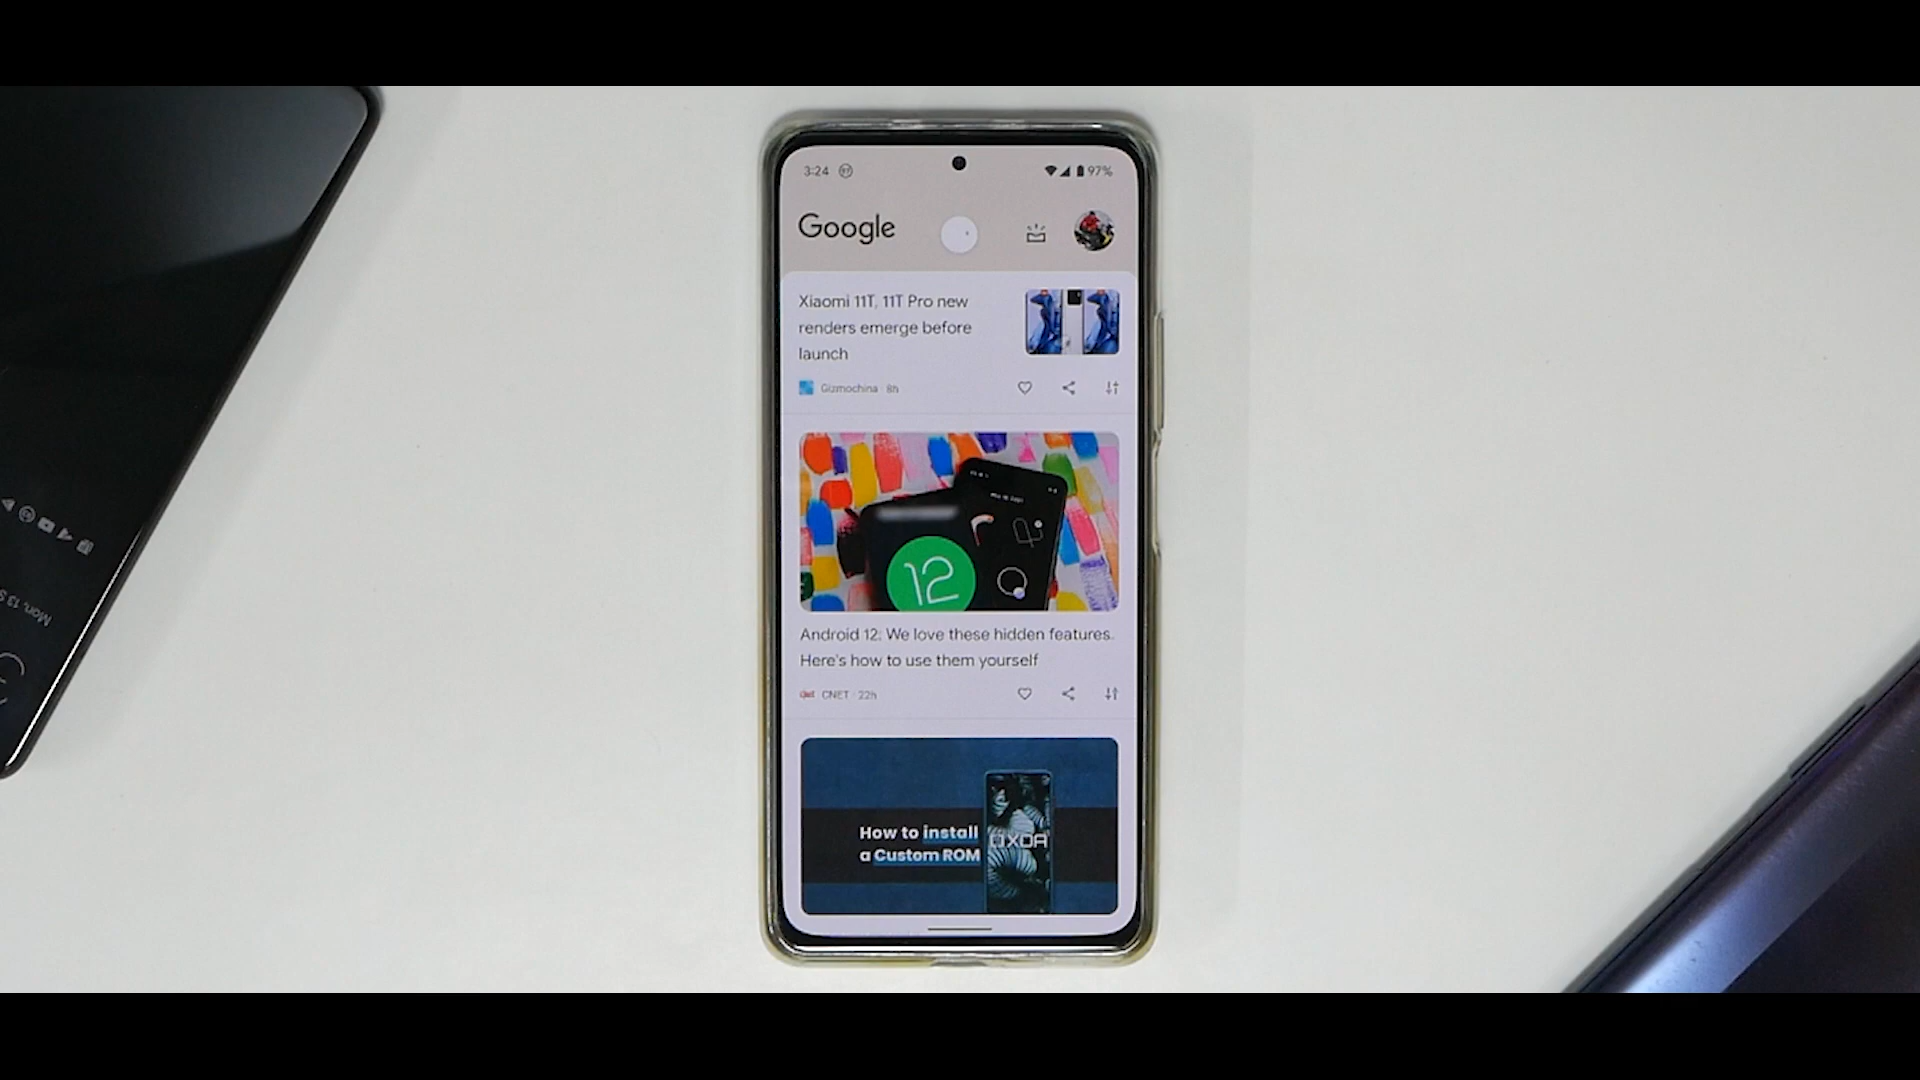 3:24
97%
Google
Xiaomi 11T, 11T Pro new
renders emerge before
launch
Gizmochina · 8h
12
Android 12: We love these hidden features.
Here's how to use them yourself
CNET · 22h
How to install
a Custom ROM
XDA
Mon, 13 S